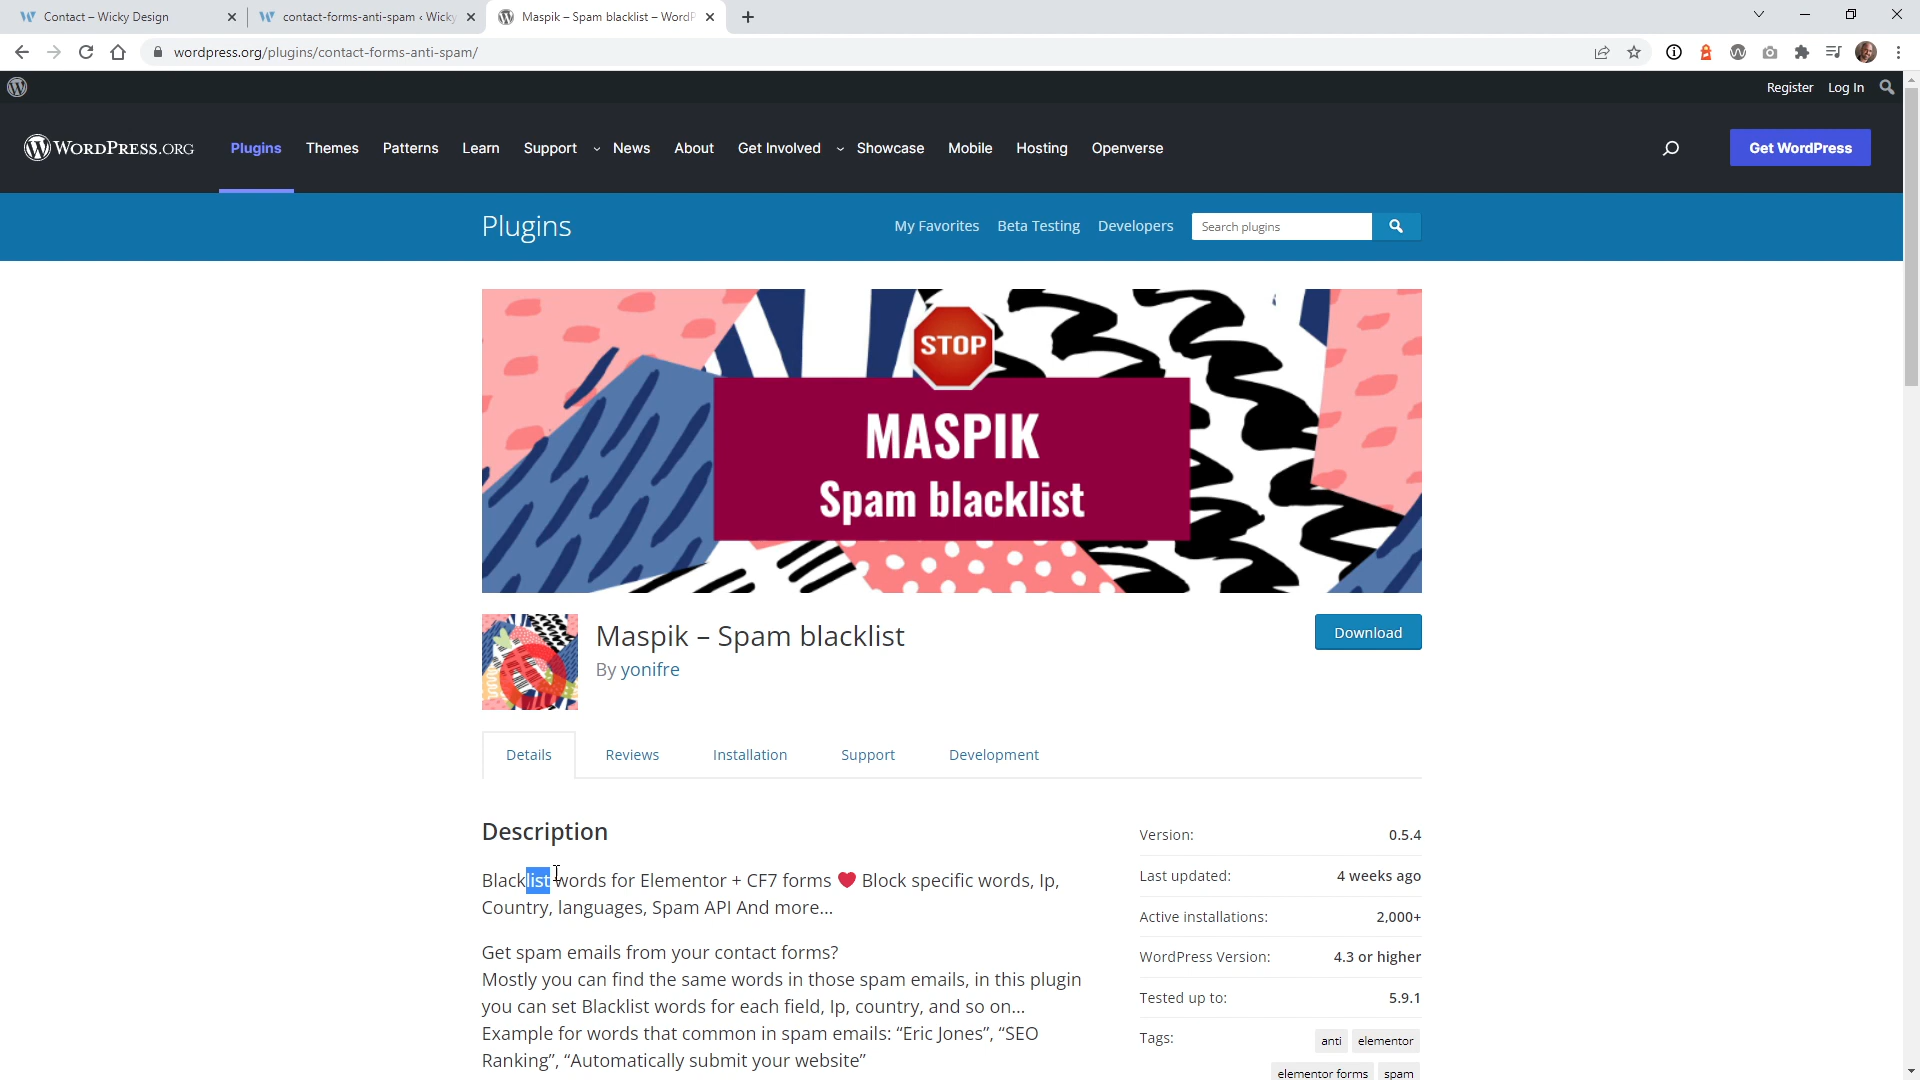 Contact – Wicky Design
contact-forms-anti-spam ‹ Wicky
Maspik – Spam blacklist – WordP
wordpress.org/plugins/contact-forms-anti-spam/
Register Log In
WORDPRESS.ORG
Plugins Themes Patterns Learn Support News About Get Involved Showcase Mobile Hosting Openverse
Get WordPress
Plugins
My Favorites Beta Testing Developers
Search plugins
STOP
MASPIK
Spam blacklist
Maspik – Spam blacklist
By yonifre
Download
Details Reviews Installation Support Development
Description
Blacklist words for Elementor + CF7 forms ❤ Block specific words, Ip,
Country, languages, Spam API And more…
Get spam emails from your contact forms?
Mostly you can find the same words in those spam emails, in this plugin
you can set Blacklist words for each field, Ip, country, and so on…
Example for words that common in spam emails: “Eric Jones”, “SEO
Ranking”, “Automatically submit your website”
Version: 0.5.4
Last updated: 4 weeks ago
Active installations: 2,000+
WordPress Version: 4.3 or higher
Tested up to: 5.9.1
Tags: anti elementor
elementor forms spam